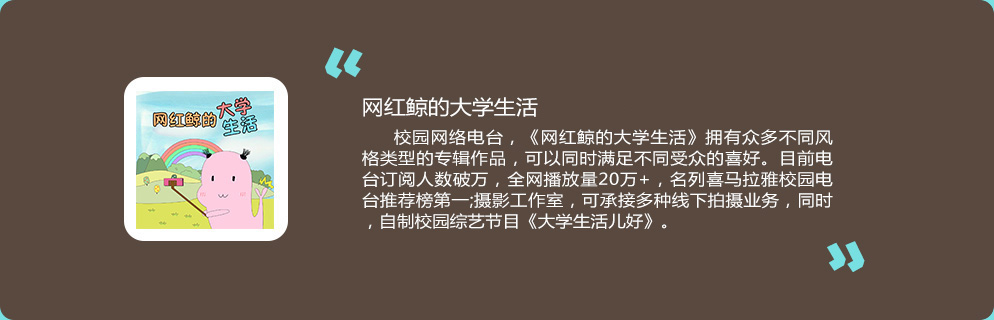 网红鲸的大学
生活
网红鲸的大学生活
校园网络电台，《网红鲸的大学生活》拥有众多不同风
格类型的专辑作品，可以同时满足不同受众的喜好。目前电
台订阅人数破万，全网播放量20万+，名列喜马拉雅校园电
台推荐榜第一;摄影工作室，可承接多种线下拍摄业务，同时
，自制校园综艺节目《大学生活儿好》。